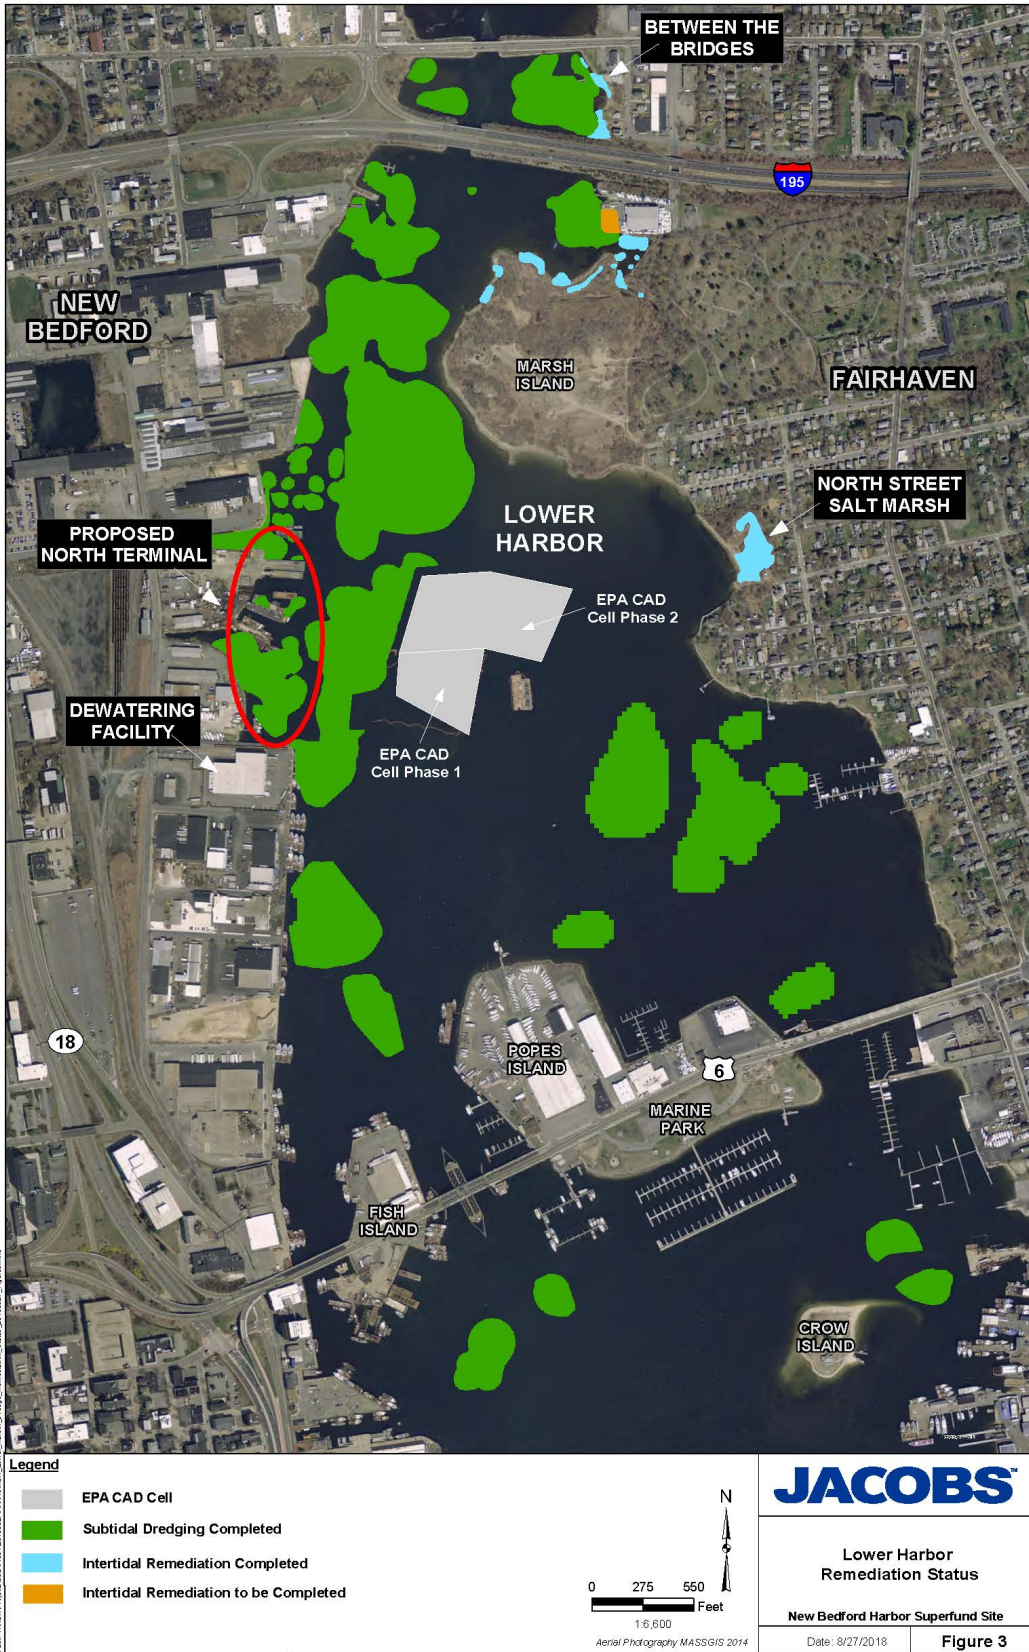 BETWEEN THE
BRIDGES
195
NEW
BEDFORD
MARSH
ISLAND
FAIRHAVEN
NORTH STREET
SALT MARSH
LOWER
HARBOR
PROPOSED
NORTH TERMINAL
EPA CAD
Cell Phase 2
DEWATERING
FACILITY
EPA CAD
Cell Phase 1
18
POPES
ISLAND
6
MARINE
PARK
FISH
ISLAND
CROW
ISLAND
Legend
EPA CAD Cell
Subtidal Dredging Completed
Intertidal Remediation Completed
Intertidal Remediation to be Completed
N
0 275 550
Feet
1:6,600
Aerial Photography MASSGIS 2014
JACOBS™
Lower Harbor
Remediation Status
New Bedford Harbor Superfund Site
Date: 8/27/2018
Figure 3